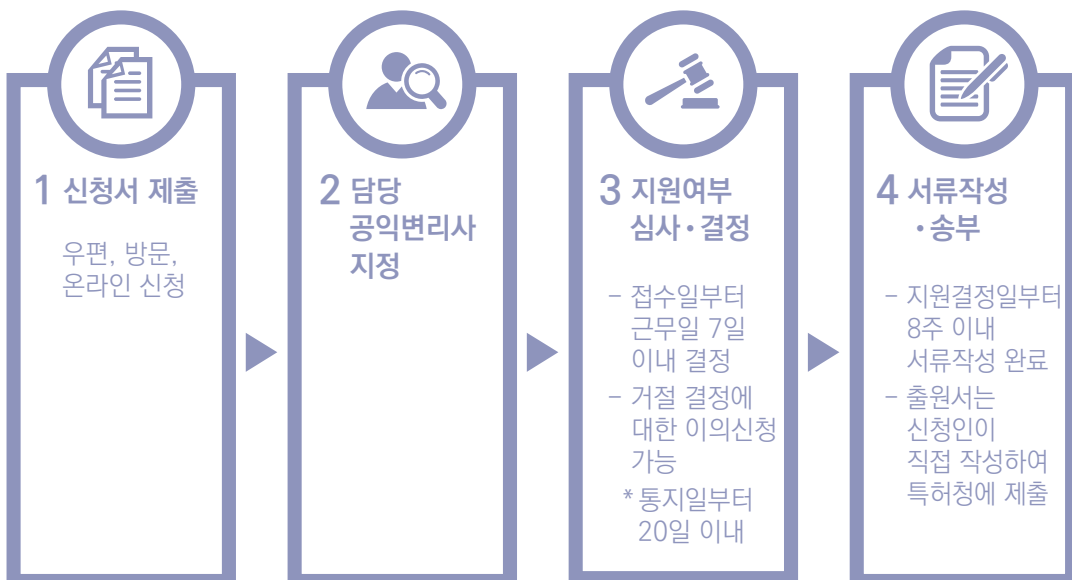 1 신청서 제출
우편, 방문,
온라인 신청
2 담당
공익변리사
지정
3 지원여부
심사·결정
- 접수일부터
근무일 7일
이내 결정
- 거절 결정에
대한 이의신청
가능
* 통지일부터
20일 이내
4 서류작성
·송부
- 지원결정일부터
8주 이내
서류작성 완료
- 출원서는
신청인이
직접 작성하여
특허청에 제출